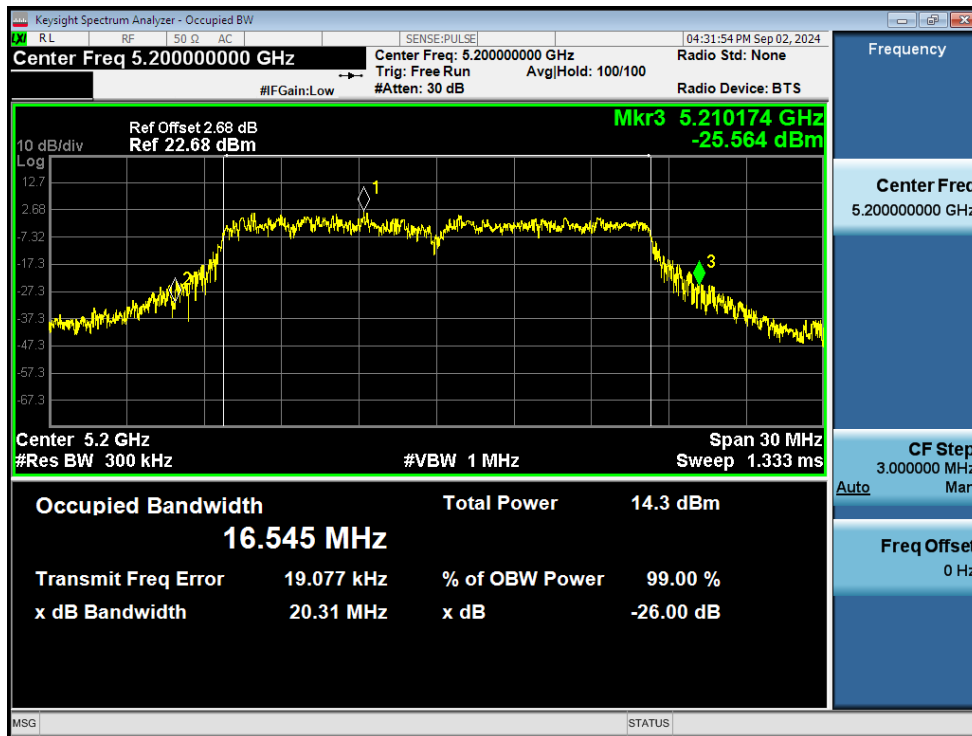 Keysight Spectrum Analyzer - Occupied BW
LXI RL RF 50 Ω AC SENSE:PULSE 04:31:54 PM Sep 02, 2024
Center Freq 5.200000000 GHz
Center Freq: 5.200000000 GHz Radio Std: None
Trig: Free Run Avg|Hold: 100/100
#IFGain:Low #Atten: 30 dB Radio Device: BTS
Frequency
Mkr3 5.210174 GHz
-25.564 dBm
Ref Offset 2.68 dB
10 dB/div Ref 22.68 dBm
Log
12.7
2.68
-7.32
-17.3
-27.3
-37.3
-47.3
-57.3
-67.3
1
2
3
Center 5.2 GHz Span 30 MHz
#Res BW 300 kHz #VBW 1 MHz Sweep 1.333 ms
Occupied Bandwidth Total Power 14.3 dBm
16.545 MHz
Transmit Freq Error 19.077 kHz % of OBW Power 99.00 %
x dB Bandwidth 20.31 MHz x dB -26.00 dB
Center Freq
5.200000000 GHz
CF Step
3.000000 MHz
Auto Man
Freq Offset
0 Hz
MSG STATUS